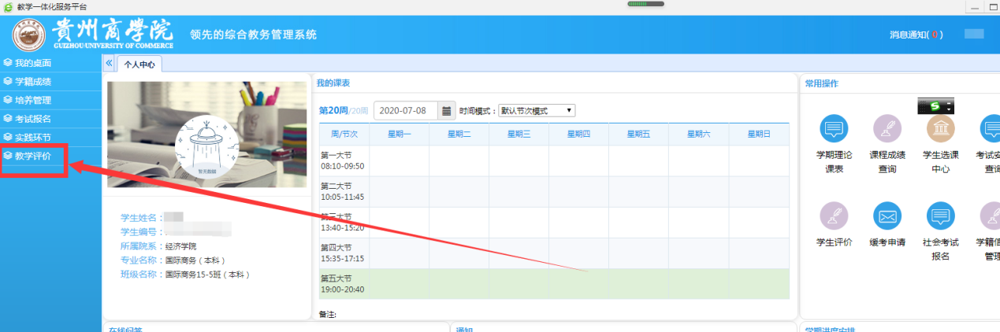 教学一体化服务平台
貴州商學院
GUIZHOU UNIVERSITY OF COMMERCE
领先的综合教务管理系统
消息通知( 0 )
我的桌面
学籍成绩
培养管理
考试报名
实践环节
教学评价
个人中心
暂无数据
学生姓名：
学生编号：
所属院系：经济学院
专业名称：国际商务（本科）
班级名称：国际商务15-5班（本科）
我的课表
第20周/20周 2020-07-08 时间模式： 默认节次模式
周/节次 星期一 星期二 星期三 星期四 星期五 星期六 星期日
第一大节
08:10-09:50
第二大节
10:05-11:45
第三大节
13:40-15:20
第四大节
15:35-17:15
第五大节
19:00-20:40
备注:
常用操作
学期理论
课表
课程成绩
查询
学生选课
中心
考试安
查询
学生评价
缓考申请
社会考试
报名
学籍信
管理
在线问答
通知
学期进度安排